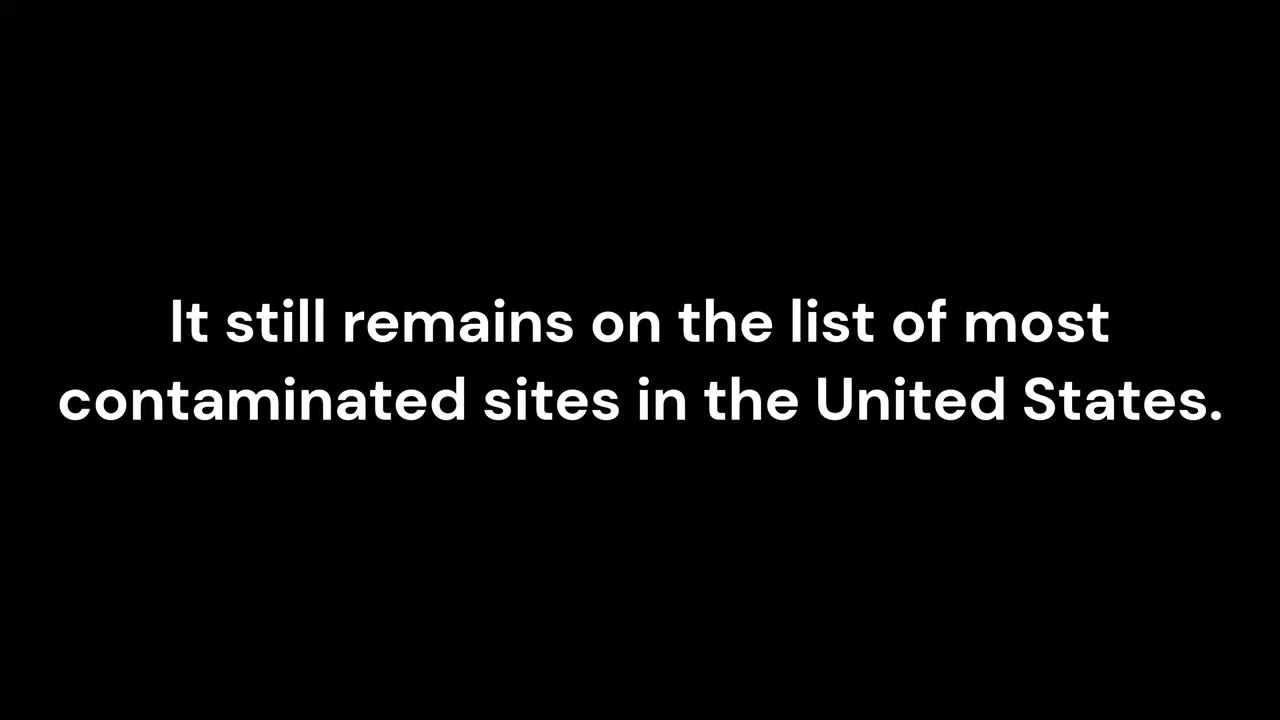 It still remains on the list of most
contaminated sites in the United States.